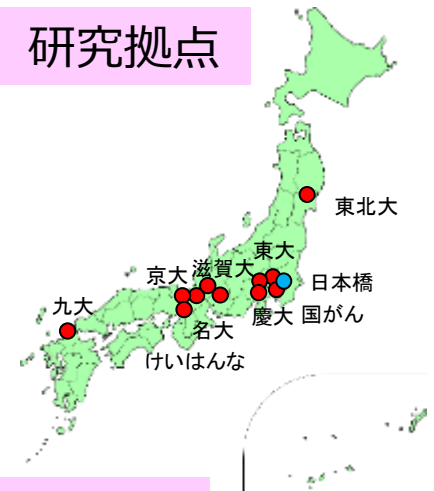 研究拠点
東北大
東大
滋賀大
京大
日本橋
九大
慶大
国がん
名大
けいはんな